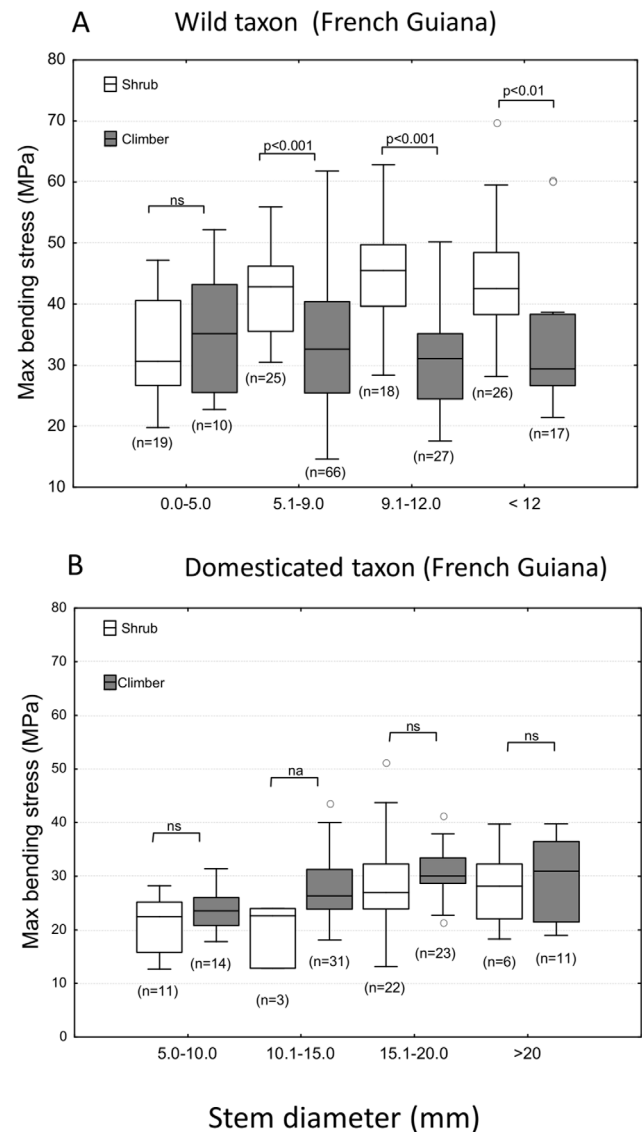 A Wild taxon (French Guiana)
80
70
60
50
40
30
20
10
Max bending stress (MPa)
Shrub
Climber
ns
p<0.001
p<0.001
p<0.01
(n=19)
(n=10)
(n=25)
(n=66)
(n=18)
(n=27)
(n=26)
(n=17)
0.0-5.0 5.1-9.0 9.1-12.0 < 12
B Domesticated taxon (French Guiana)
80
70
60
50
40
30
20
10
0
Max bending stress (MPa)
Shrub
Climber
ns
na
ns
ns
(n=11)
(n=14)
(n=3)
(n=31)
(n=22)
(n=23)
(n=6)
(n=11)
5.0-10.0 10.1-15.0 15.1-20.0 >20
Stem diameter (mm)